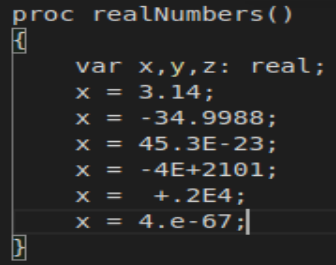 proc realNumbers()
{
    var x,y,z: real;
    x = 3.14;
    x = -34.9988;
    x = 45.3E-23;
    x = -4E+2101;
    x =  +.2E4;
    x = 4.e-67;
}